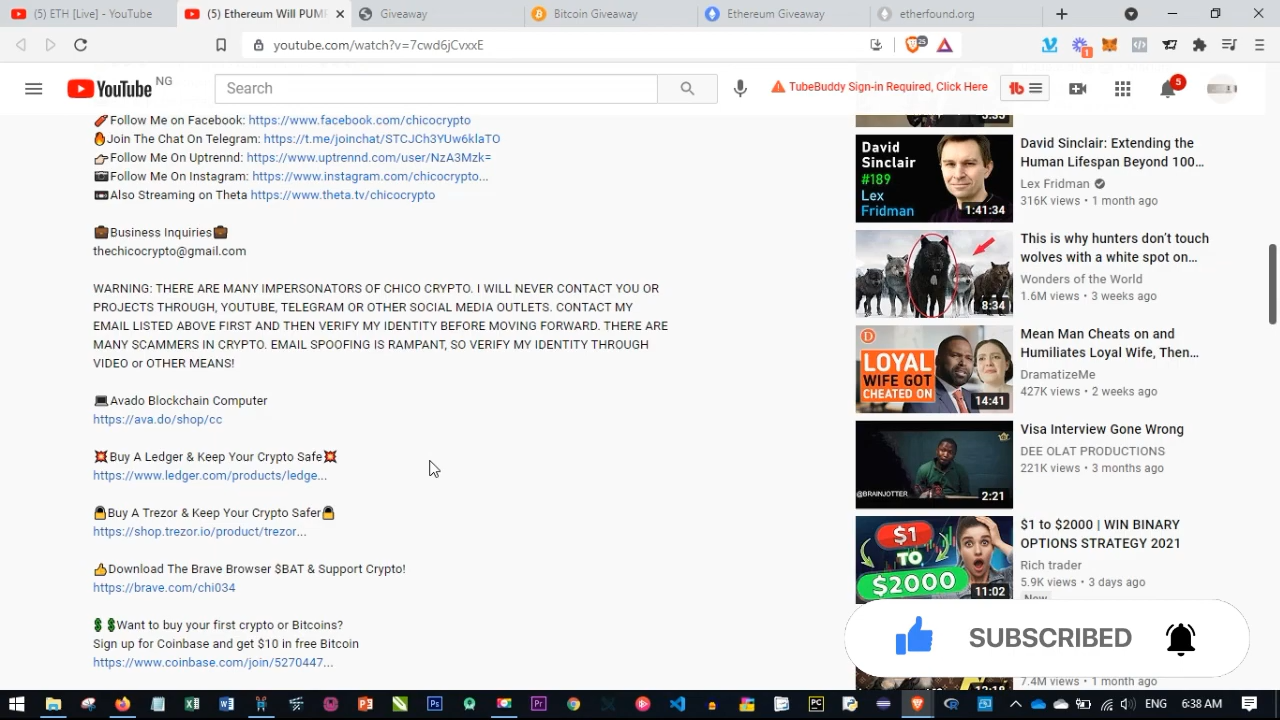 (5) ETH [Live] - YouTube
(5) Ethereum Will PUM
Giveaway
Bitcoin Giveaway
Ethereum Giveaway
etherfound.org
youtube.com/watch?v=7cwd6jCvxxE
25
1
YouTube NG
Search
TubeBuddy Sign-in Required, Click Here
5
Follow Me on Facebook: https://www.facebook.com/chicocrypto
Join The Chat On Telegram: https://t.me/joinchat/STCJCh3YUw6klaTO
Follow Me On Uptrend: https://www.uptrennd.com/user/NzA3Mzk=
Follow Me On Instagram: https://www.instagram.com/chicocrypto...
Also Streaming on Theta https://www.theta.tv/chicocrypto
Business Inquiries
thechicocrypto@gmail.com
WARNING: THERE ARE MANY IMPERSONATORS OF CHICO CRYPTO. I WILL NEVER CONTACT YOU OR
PROJECTS THROUGH, YOUTUBE, TELEGRAM OR OTHER SOCIAL MEDIA OUTLETS. CONTACT MY
EMAIL LISTED ABOVE FIRST AND THEN VERIFY MY IDENTITY BEFORE MOVING FORWARD. THERE ARE
MANY SCAMMERS IN CRYPTO. EMAIL SPOOFING IS RAMPANT, SO VERIFY MY IDENTITY THROUGH
VIDEO or OTHER MEANS!
Avado Blockchain Computer
https://ava.do/shop/cc
Buy A Ledger & Keep Your Crypto Safe
https://www.ledger.com/products/ledge...
Buy A Trezor & Keep Your Crypto Safer
https://shop.trezor.io/product/trezor...
Download The Brave Browser $BAT & Support Crypto!
https://brave.com/chi034
Want to buy your first crypto or Bitcoins?
Sign up for Coinbase and get $10 in free Bitcoin
https://www.coinbase.com/join/5270447...
David
Sinclair
#189
Lex
Fridman
1:41:34
David Sinclair: Extending the
Human Lifespan Beyond 100...
Lex Fridman
316K views • 1 month ago
8:34
This is why hunters don't touch
wolves with a white spot on...
Wonders of the World
1.6M views • 3 weeks ago
LOYAL
WIFE GOT
CHEATED ON
14:41
Mean Man Cheats on and
Humiliates Loyal Wife, Then...
DramatizeMe
427K views • 2 weeks ago
@BRAINJOTTER
2:21
Visa Interview Gone Wrong
DEE OLAT PRODUCTIONS
221K views • 3 months ago
$1
TO
$2000
11:02
$1 to $2000 | WIN BINARY
OPTIONS STRATEGY 2021
Rich trader
5.9K views • 3 days ago
SUBSCRIBED
7.4M views • 1 month ago
ENG
6:38 AM